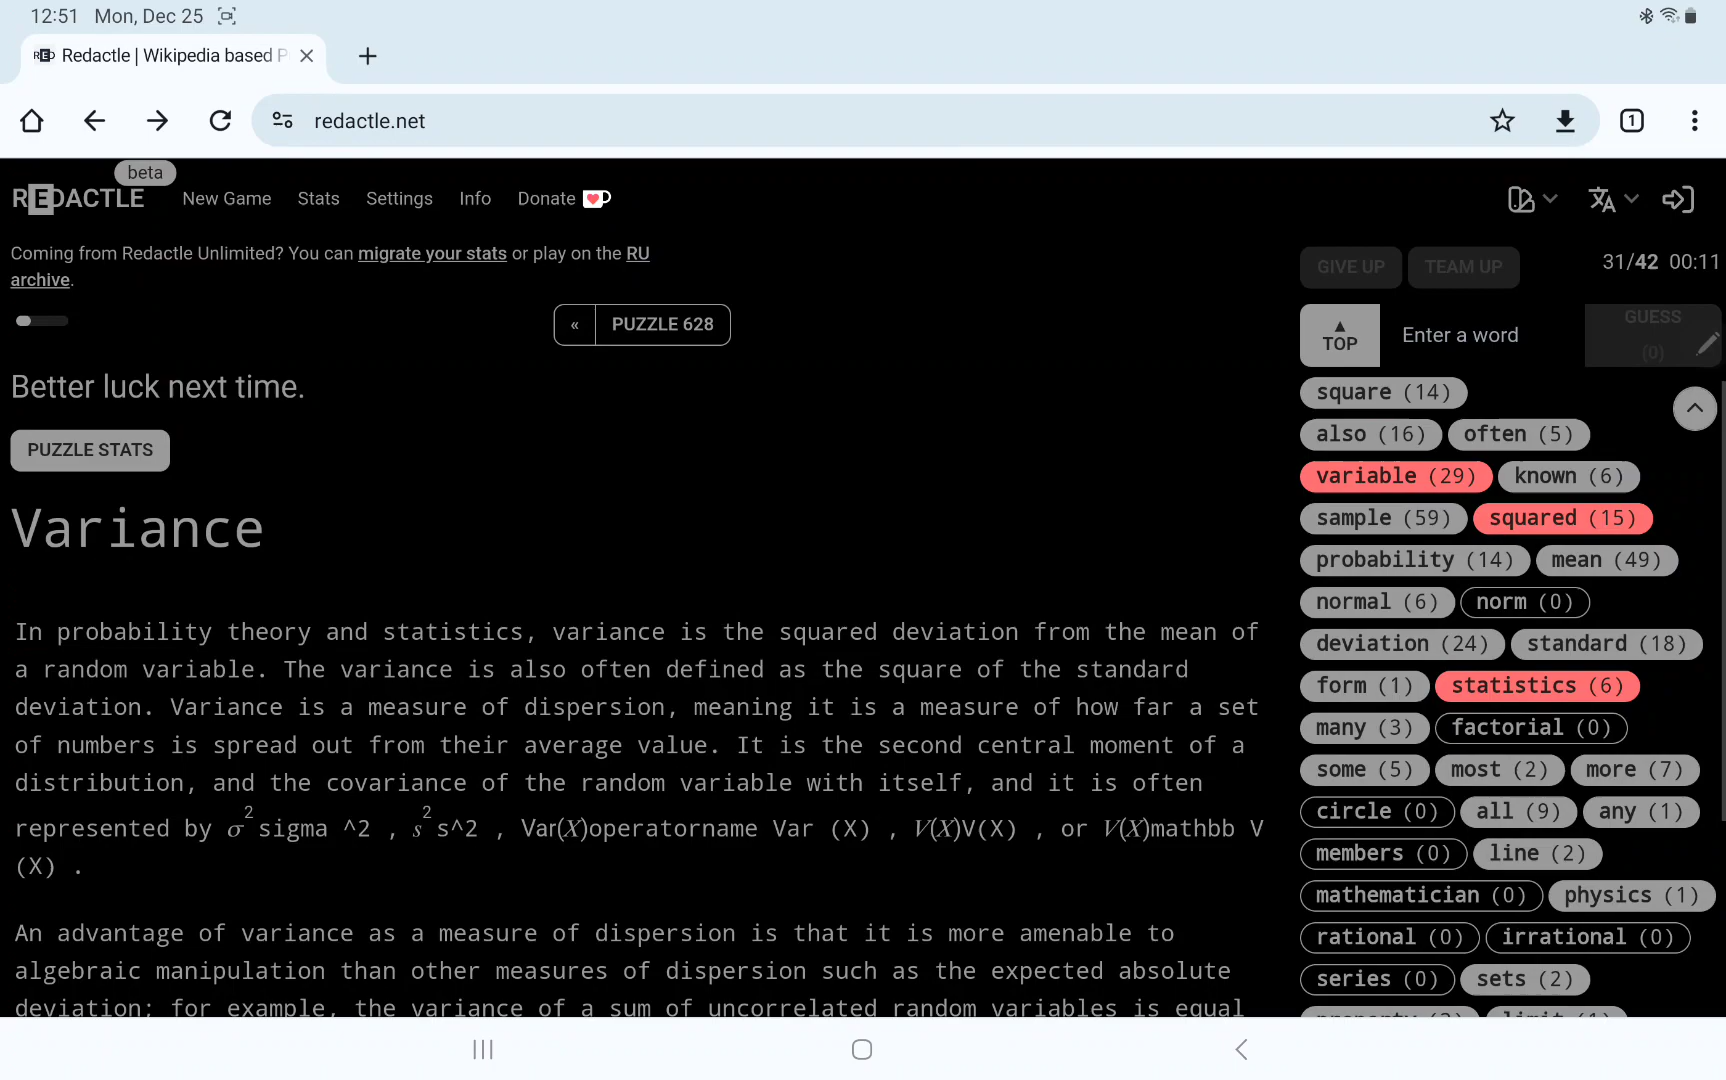 12:51 Mon, Dec 25
Redactle | Wikipedia based P
redactle.net
1
beta
REDACTLE
New Game Stats Settings Info Donate
Coming from Redactle Unlimited? You can migrate your stats or play on the RU
archive.
GIVE UP TEAM UP 31/42 00:11
« PUZZLE 628
▲
TOP
Enter a word
GUESS
(0)
Better luck next time.
PUZZLE STATS
Variance
In probability theory and statistics, variance is the squared deviation from the mean of
a random variable. The variance is also often defined as the square of the standard
deviation. Variance is a measure of dispersion, meaning it is a measure of how far a set
of numbers is spread out from their average value. It is the second central moment of a
distribution, and the covariance of the random variable with itself, and it is often
represented by σ²sigma ^2 , s²s^2 , Var(X)operatorname Var (X) , V(X)V(X) , or V(X)mathbb V
(X) .
An advantage of variance as a measure of dispersion is that it is more amenable to
algebraic manipulation than other measures of dispersion such as the expected absolute
deviation; for example, the variance of a sum of uncorrelated random variables is equal
square (14)
also (16) often (5)
variable (29) known (6)
sample (59) squared (15)
probability (14) mean (49)
normal (6) norm (0)
deviation (24) standard (18)
form (1) statistics (6)
many (3) factorial (0)
some (5) most (2) more (7)
circle (0) all (9) any (1)
members (0) line (2)
mathematician (0) physics (1)
rational (0) irrational (0)
series (0) sets (2)